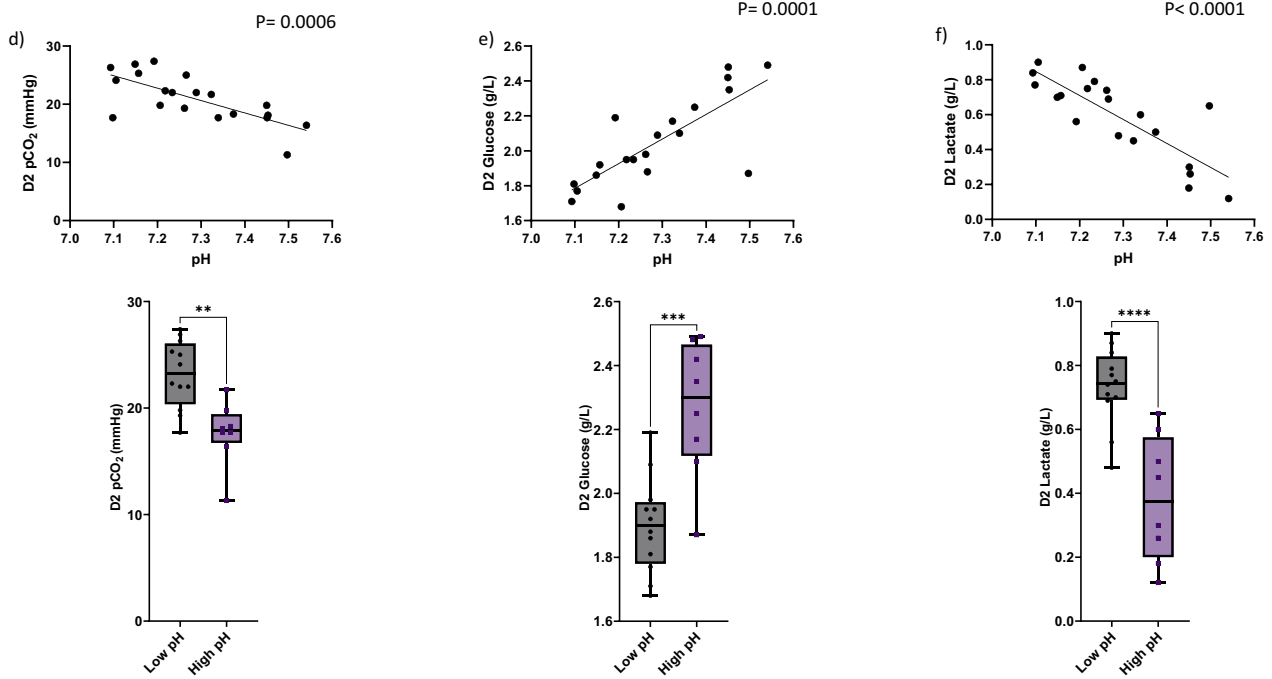 P= 0.0006
d)
D2 pCO2 (mmHg)
30
20
10
0
7.0 7.1 7.2 7.3 7.4 7.5 7.6
pH
P= 0.0001
e)
D2 Glucose (g/L)
2.6
2.4
2.2
2.0
1.8
1.6
7.0 7.1 7.2 7.3 7.4 7.5 7.6
pH
P< 0.0001
f)
D2 Lactate (g/L)
1.0
0.8
0.6
0.4
0.2
0.0
7.0 7.1 7.2 7.3 7.4 7.5 7.6
pH
D2 pCO2 (mmHg)
30
20
10
0
**
Low pH
High pH
D2 Glucose (g/L)
2.6
2.4
2.2
2.0
1.8
1.6
***
Low pH
High pH
D2 Lactate (g/L)
1.0
0.8
0.6
0.4
0.2
0.0
****
Low pH
High pH